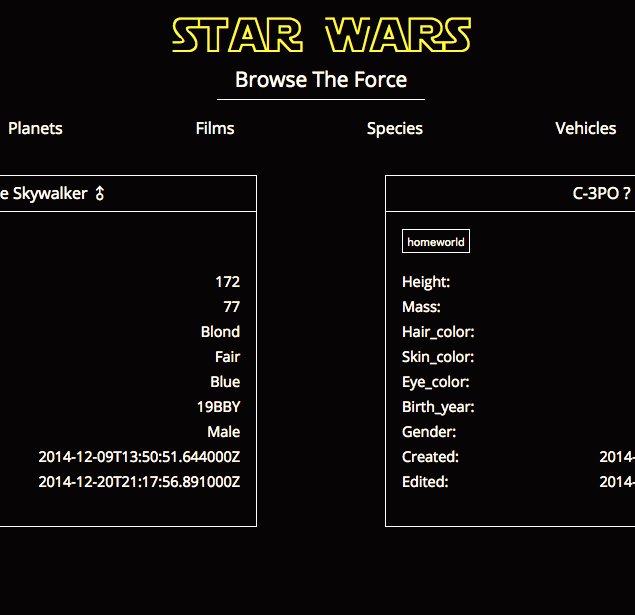 STAR WARS
Browse The Force
Planets Films Species Vehicles
e Skywalker ⚦
172
77
Blond
Fair
Blue
19BBY
Male
2014-12-09T13:50:51.644000Z
2014-12-20T21:17:56.891000Z
C-3PO ?
homeworld
Height:
Mass:
Hair_color:
Skin_color:
Eye_color:
Birth_year:
Gender:
Created: 2014-
Edited: 2014-